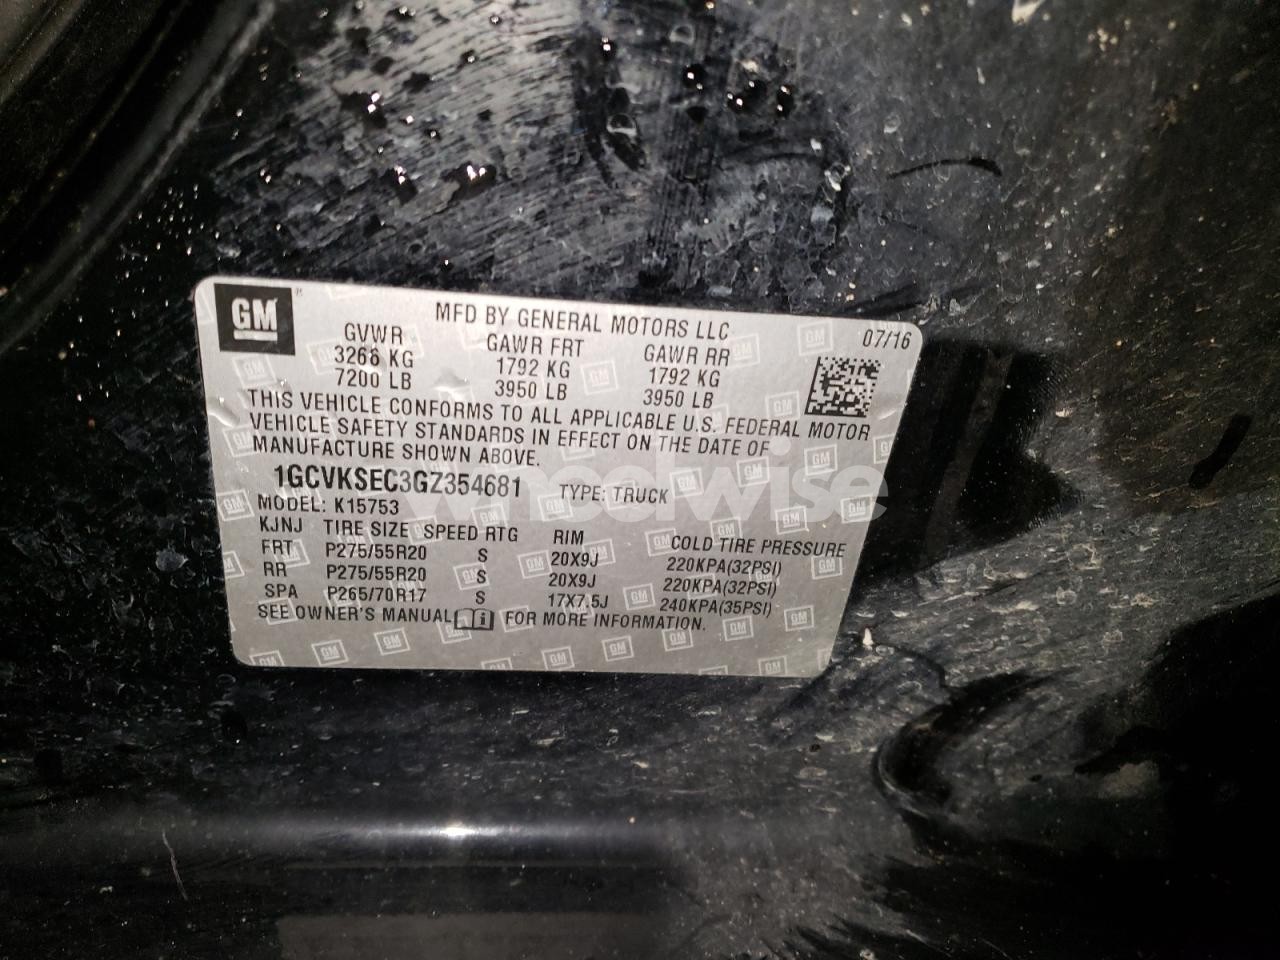 GM
MFD BY GENERAL MOTORS LLC 07/16
GVWR GAWR FRT GAWR RR
3268 KG 1792 KG 1792 KG
7200 LB 3950 LB 3950 LB
THIS VEHICLE CONFORMS TO ALL APPLICABLE U.S. FEDERAL MOTOR
VEHICLE SAFETY STANDARDS IN EFFECT ON THE DATE OF
MANUFACTURE SHOWN ABOVE.
1GCVKSEC3GZ354681 TYPE: TRUCK
MODEL: K15753
KJNJ TIRE SIZE SPEED RTG RIM COLD TIRE PRESSURE
FRT P275/55R20 S 20X9J 220KPA(32PSI)
RR P275/55R20 S 20X9J 220KPA(32PSI)
SPA P265/70R17 S 17X7.5J 240KPA(35PSI)
SEE OWNER'S MANUAL FOR MORE INFORMATION.
wheelwise